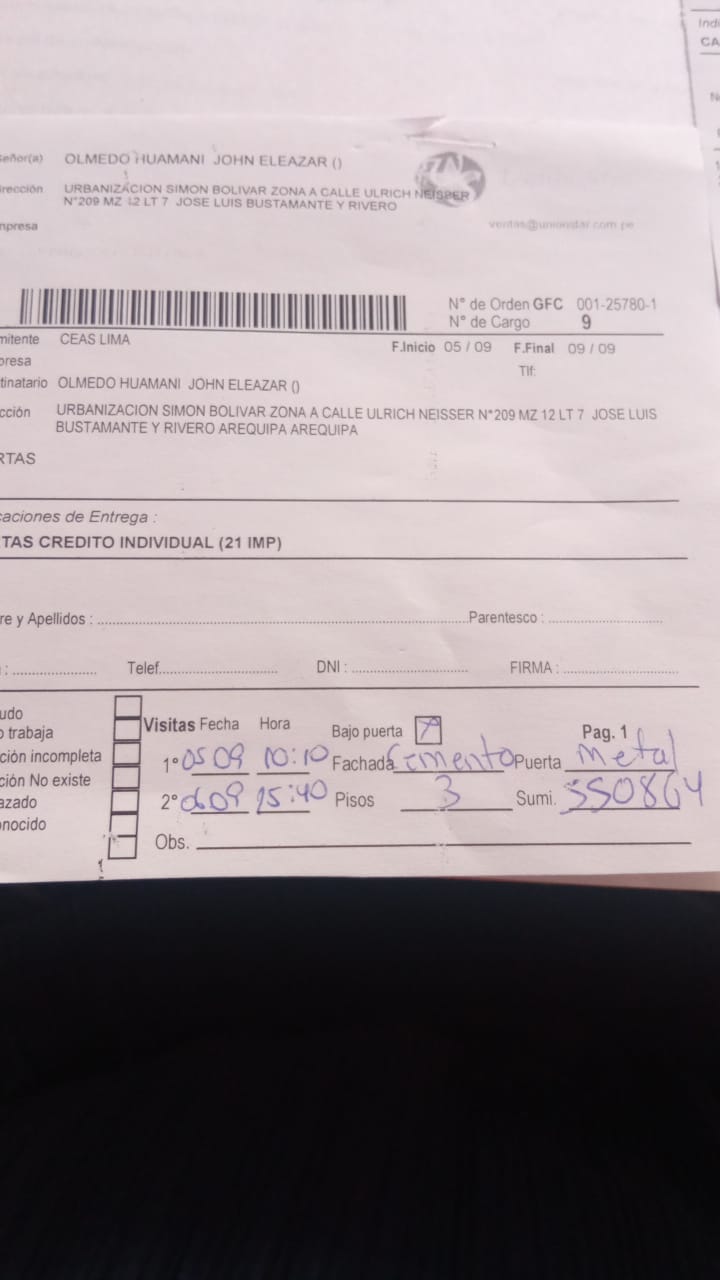 Indi
CA
eñor(a) OLMEDO HUAMANI JOHN ELEAZAR ()
irección URBANIZACION SIMON BOLIVAR ZONA A CALLE ULRICH NEISSER
N°209 MZ 12 LT 7 JOSE LUIS BUSTAMANTE Y RIVERO
mpresa ventas@unionstar.com.pe
N° de Orden GFC 001-25780-1
N° de Cargo 9
mitente CEAS LIMA
F.Inicio 05 / 09 F.Final 09 / 09
presa Tlf:
tinatario OLMEDO HUAMANI JOHN ELEAZAR ()
cción URBANIZACION SIMON BOLIVAR ZONA A CALLE ULRICH NEISSER N°209 MZ 12 LT 7 JOSE LUIS
BUSTAMANTE Y RIVERO AREQUIPA AREQUIPA
RTAS
caciones de Entrega :
TAS CREDITO INDIVIDUAL (21 IMP)
re y Apellidos : Parentesco :
: Telef. DNI : FIRMA :
udo
o trabaja Visitas Fecha Hora Bajo puerta Pag. 1
ción incompleta 1° 05 09 10:10 Fachada Cemento Puerta Metal
ción No existe
azado 2° 06 09 15:40 Pisos 3 Sumi. 550864
nocido
Obs.